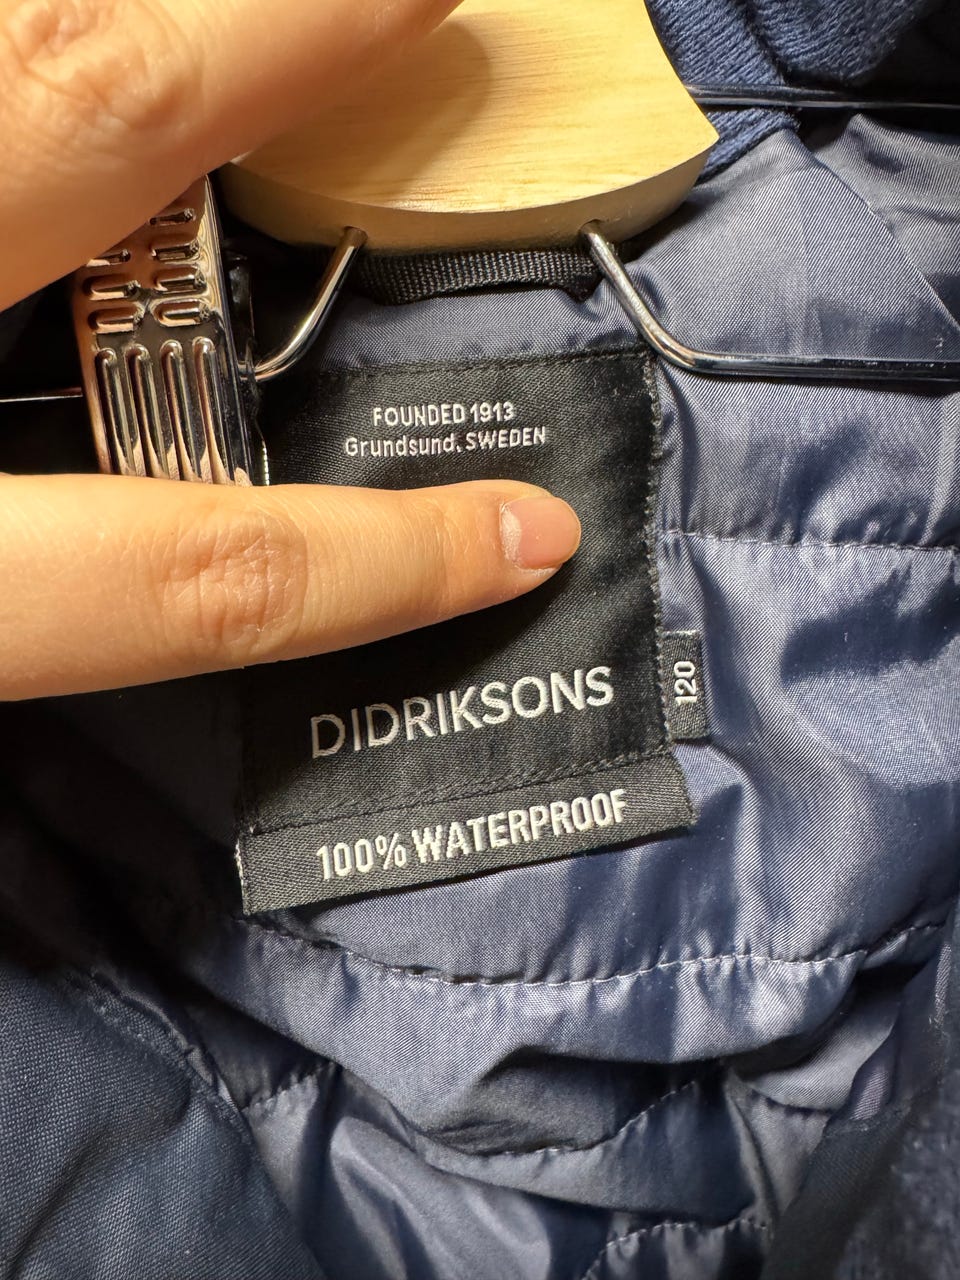 FOUNDED 1913
Grundsund, SWEDEN
DIDRIKSONS
120
100% WATERPROOF